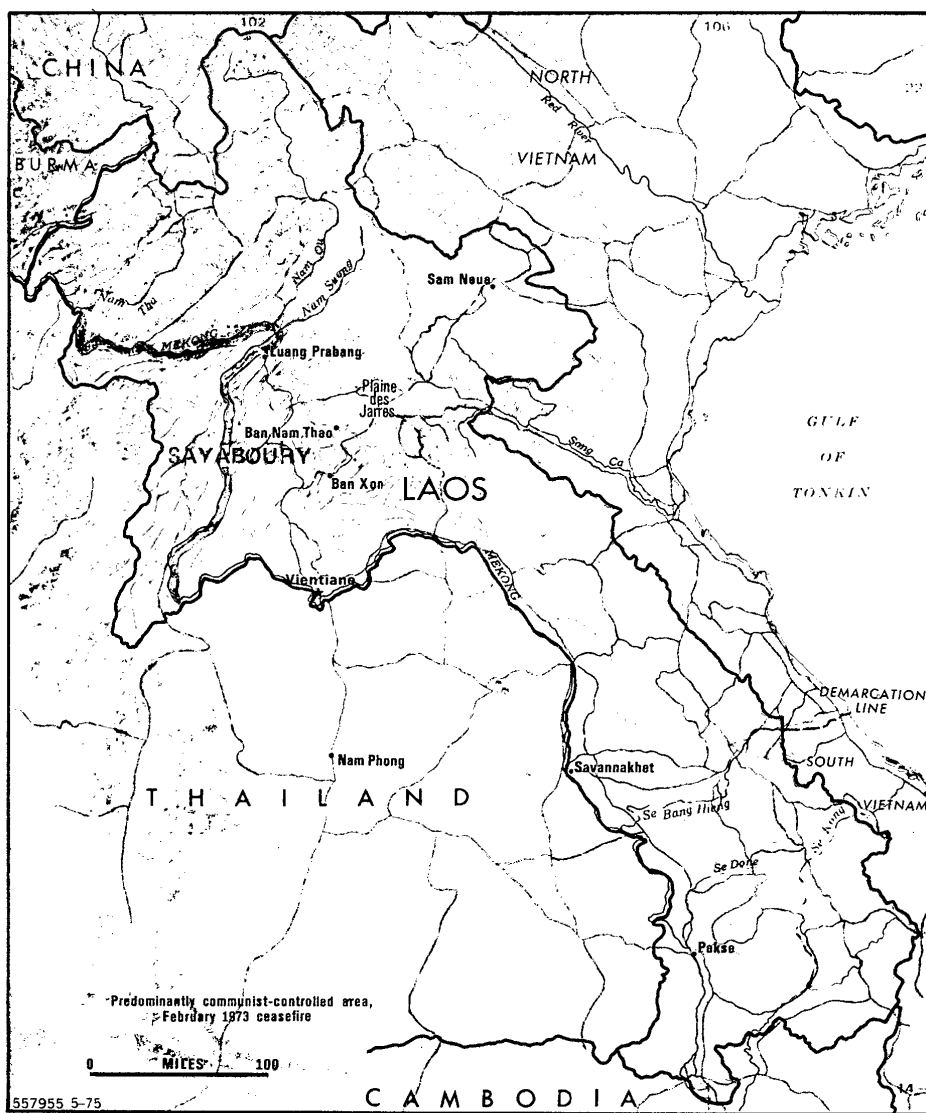 102
106
CHINA
NORTH
22
Red River
BURMA
VIETNAM
Nam Ou
Nam Suong
Sam Neua
Nam
Tha
MEKONG
Luang Prabang
Plaine
des
Jarres
GULF
OF
TONKIN
Ban Nam Thao
Song Ca
SAYABOURY
Ban Xon
LAOS
MEKONG
Vientiane
DEMARCATION
LINE
Nam Phong
SOUTH
Savannakhet
THAILAND
VIETNAM
Se Bang Hieng
Se Kong
Se Done
Pakse
Predominantly communist-controlled area,
February 1973 ceasefire
0 MILES 100
14
557955 5-75
CAMBODIA